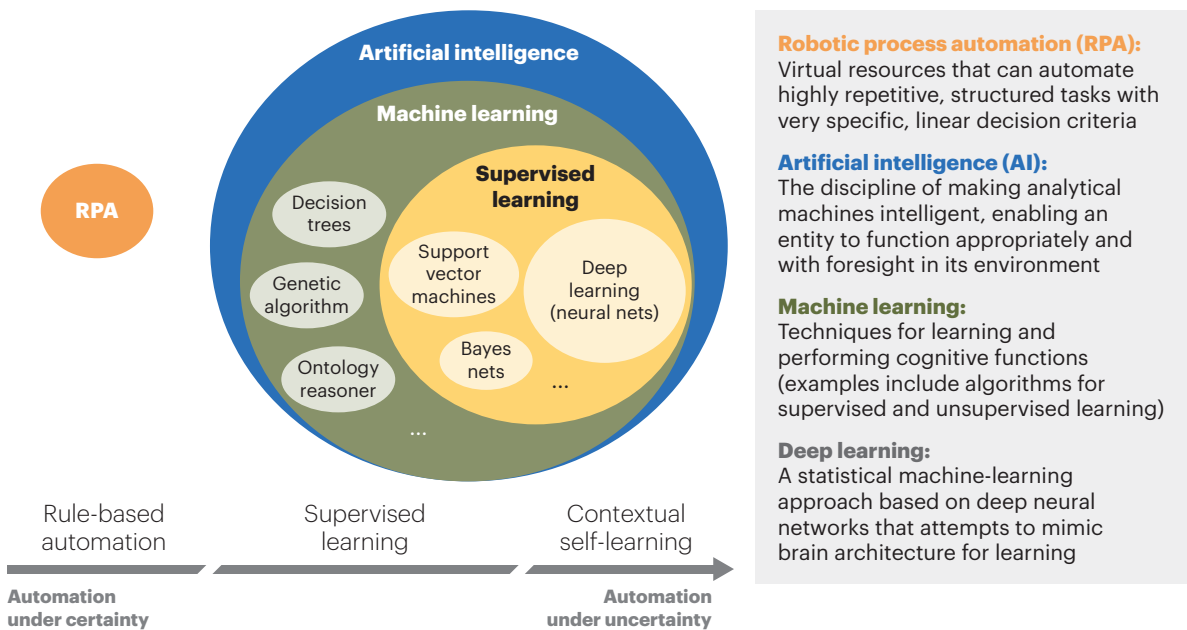 Artificial intelligence
Machine learning
Supervised
learning
RPA
Decision
trees
Support
vector
machines
Deep
learning
(neural nets)
Genetic
algorithm
Bayes
nets
Ontology
reasoner
...
...
Rule-based
automation
Supervised
learning
Contextual
self-learning
Automation
under certainty
Automation
under uncertainty
Robotic process automation (RPA):
Virtual resources that can automate
highly repetitive, structured tasks with
very specific, linear decision criteria
Artificial intelligence (AI):
The discipline of making analytical
machines intelligent, enabling an
entity to function appropriately and
with foresight in its environment
Machine learning:
Techniques for learning and
performing cognitive functions
(examples include algorithms for
supervised and unsupervised learning)
Deep learning:
A statistical machine-learning
approach based on deep neural
networks that attempts to mimic
brain architecture for learning